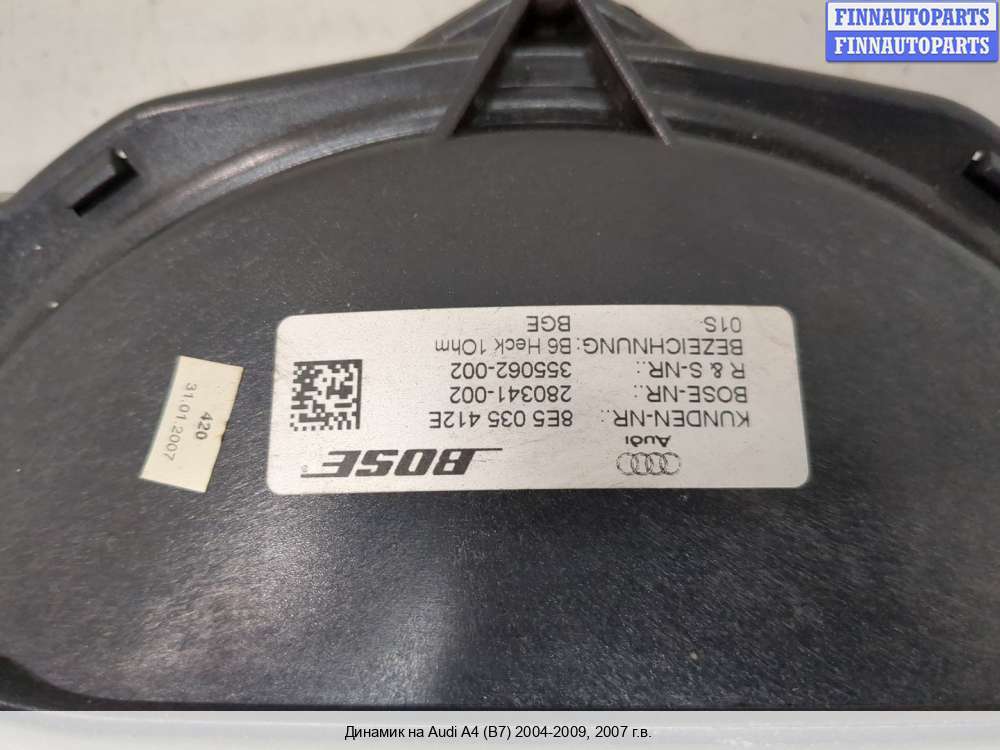 FINNAUTOPARTS
FINNAUTOPARTS
BOSE®
Audi
KUNDEN-NR.: 8E5 035 412E
BOSE-NR.: 280341-002
R & S-NR.: 355062-002
BEZEICHNUNG: B6 Heck 1Ohm
BGE
01S
420
31.01.2007
Динамик на Audi A4 (B7) 2004-2009, 2007 г.в.